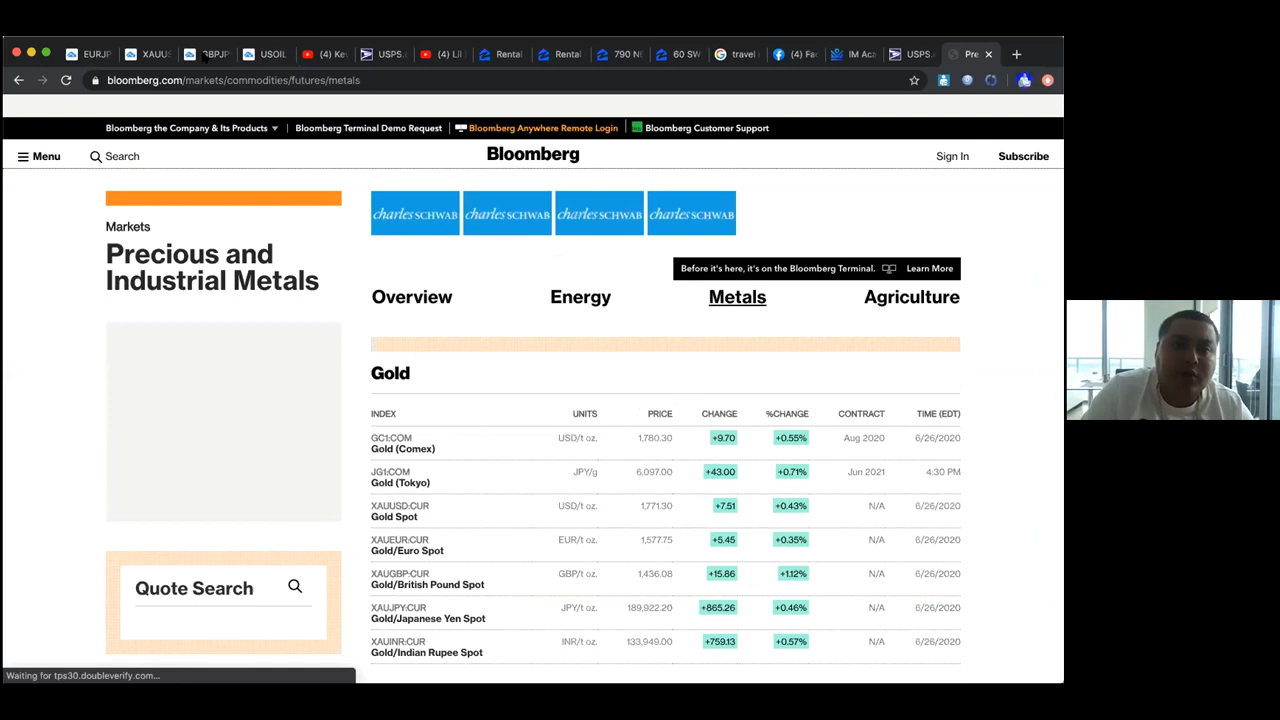 EURJP
XAUUS
GBPJP
USOIL
(4) Ke
USPS.
(4) LIl
Rental
Rental
790 NE
60 SW
travel
(4) Fac
IM Aca
USPS.
Pre
bloomberg.com/markets/commodities/futures/metals
Bloomberg the Company & Its Products
Bloomberg Terminal Demo Request
Bloomberg Anywhere Remote Login
Bloomberg Customer Support
Menu
Search
Bloomberg
Sign In
Subscribe
charles SCHWAB charles SCHWAB charles SCHWAB charles SCHWAB
Markets
Precious and
Industrial Metals
Before it's here, it's on the Bloomberg Terminal. Learn More
Overview Energy Metals Agriculture
Gold
INDEX UNITS PRICE CHANGE %CHANGE CONTRACT TIME (EDT)
GC1:COM USD/t oz. 1,780.30 +9.70 +0.55% Aug 2020 6/26/2020
Gold (Comex)
JG1:COM JPY/g 6,097.00 +43.00 +0.71% Jun 2021 4:30 PM
Gold (Tokyo)
XAUUSD:CUR USD/t oz. 1,771.30 +7.51 +0.43% N/A 6/26/2020
Gold Spot
XAUEUR:CUR EUR/t oz. 1,577.75 +5.45 +0.35% N/A 6/26/2020
Gold/Euro Spot
XAUGBP:CUR GBP/t oz. 1,436.08 +15.86 +1.12% N/A 6/26/2020
Gold/British Pound Spot
XAUJPY:CUR JPY/t oz. 189,922.20 +865.26 +0.46% N/A 6/26/2020
Gold/Japanese Yen Spot
XAUINR:CUR INR/t oz. 133,949.00 +759.13 +0.57% N/A 6/26/2020
Gold/Indian Rupee Spot
Quote Search
Waiting for tps30.doubleverify.com...